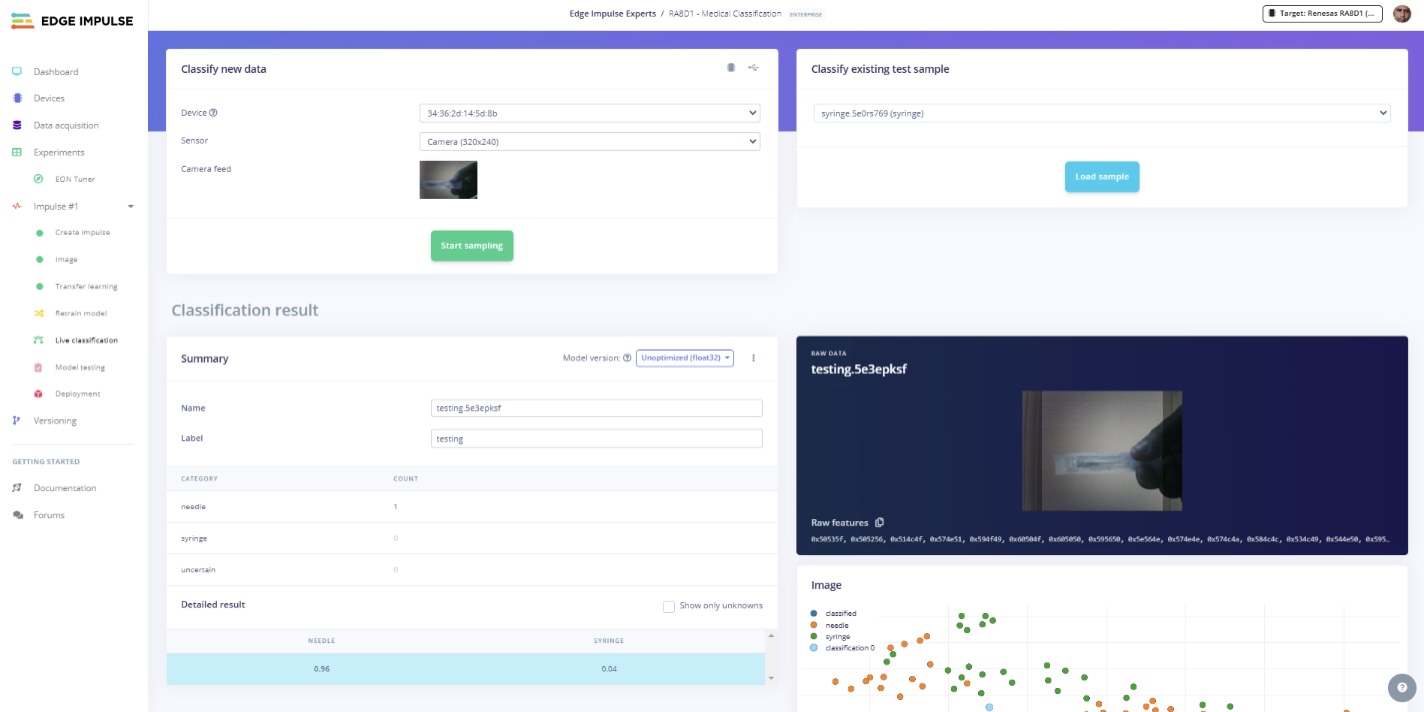 EDGE IMPULSE
Edge Impulse Experts / RA8D1 - Medical Classification ENTERPRISE
Target: Renesas RA8D1 (...
Dashboard
Devices
Data acquisition
Experiments
EON Tuner
Impulse #1
Create impulse
Image
Transfer learning
Retrain model
Live classification
Model testing
Deployment
Versioning
GETTING STARTED
Documentation
Forums
Classify new data
Device
34:36:2d:14:5d:8b
Sensor
Camera (320x240)
Camera feed
Start sampling
Classify existing test sample
syringe.5e0rs769 (syringe)
Load sample
Classification result
Summary
Model version: Unoptimized (float32)
Name
testing.5e3epksf
Label
testing
CATEGORY COUNT
needle 1
syringe 0
uncertain 0
Detailed result
Show only unknowns
NEEDLE SYRINGE
0.96 0.04
RAW DATA
testing.5e3epksf
Raw features
0x50535f, 0x505256, 0x514c4f, 0x574e51, 0x594f49, 0x60504f, 0x605050, 0x595650, 0x5e564e, 0x574e4e, 0x574c4a, 0x584c4c, 0x534c49, 0x544e50, 0x595…
Image
classified
needle
syringe
classification 0